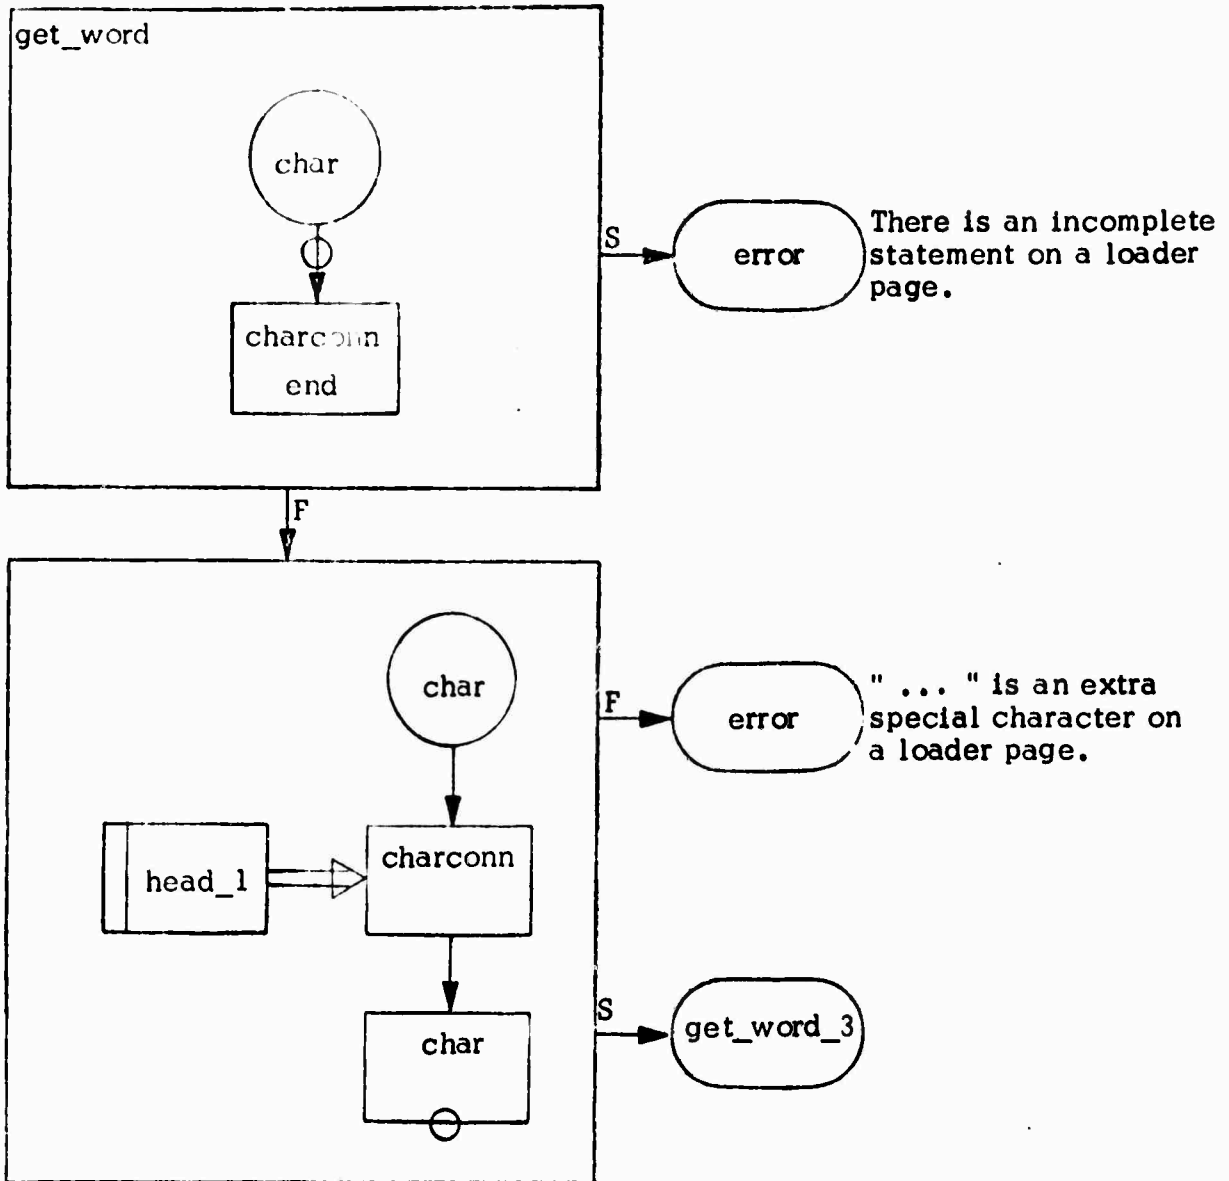 get_word
char
charconn
end
S
error
There is an incomplete
statement on a loader
page.
F
char
F
error
" ... " is an extra
special character on
a loader page.
head_1
charconn
char
S
get_word_3